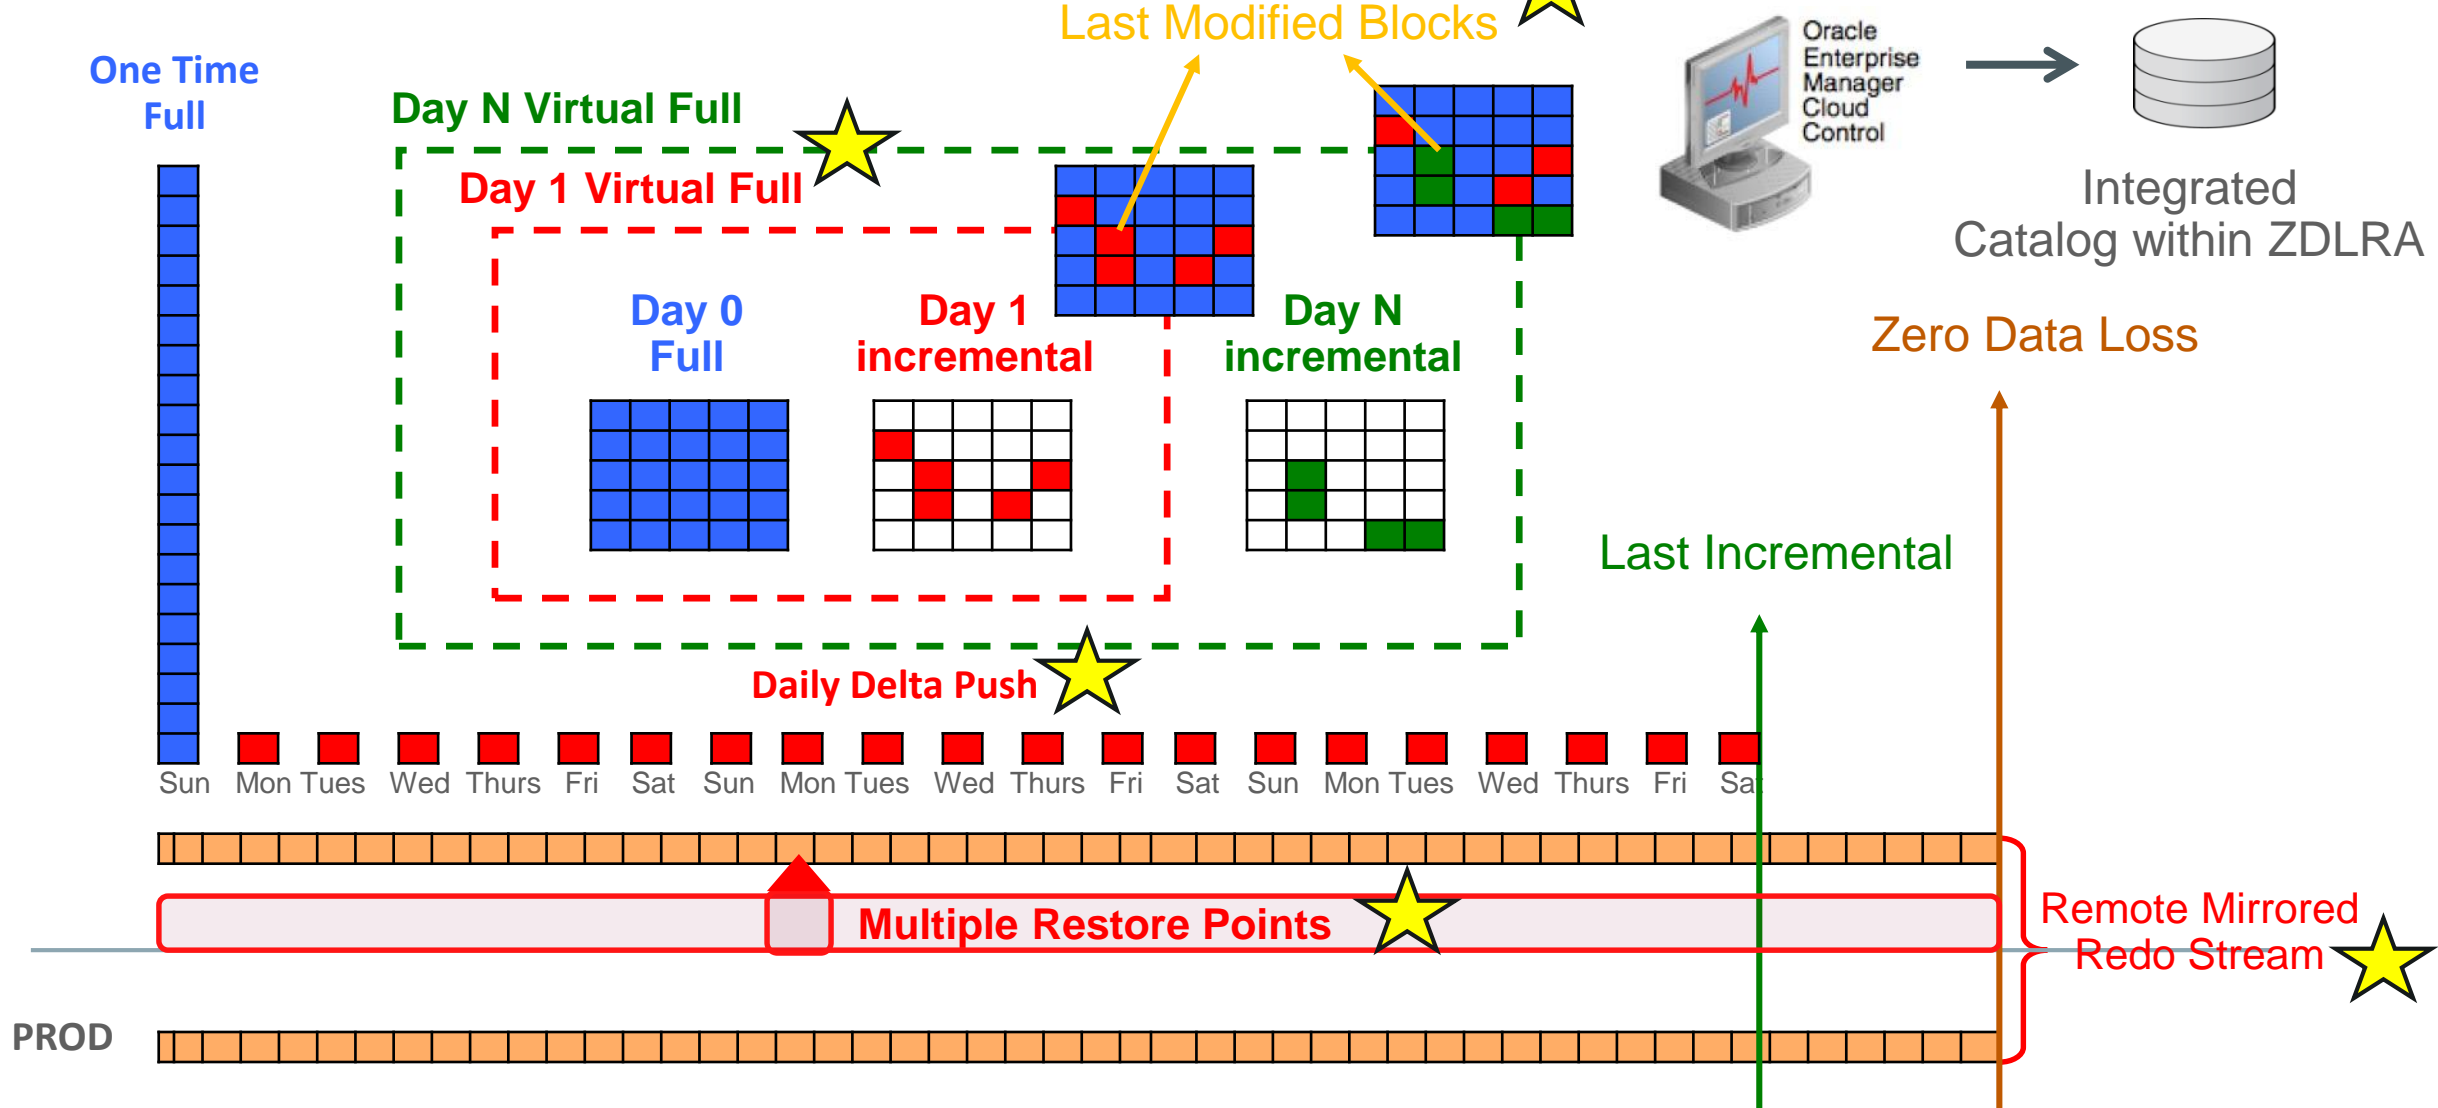 Last Modified Blocks
One Time
Full
Day N Virtual Full
Day 1 Virtual Full
Oracle
Enterprise
Manager
Cloud
Control
Integrated
Catalog within ZDLRA
Day 0
Full
Day 1
incremental
Day N
incremental
Zero Data Loss
Last Incremental
Daily Delta Push
Sun Mon Tues Wed Thurs Fri Sat Sun Mon Tues Wed Thurs Fri Sat Sun Mon Tues Wed Thurs Fri Sat
Multiple Restore Points
Remote Mirrored
Redo Stream
PROD